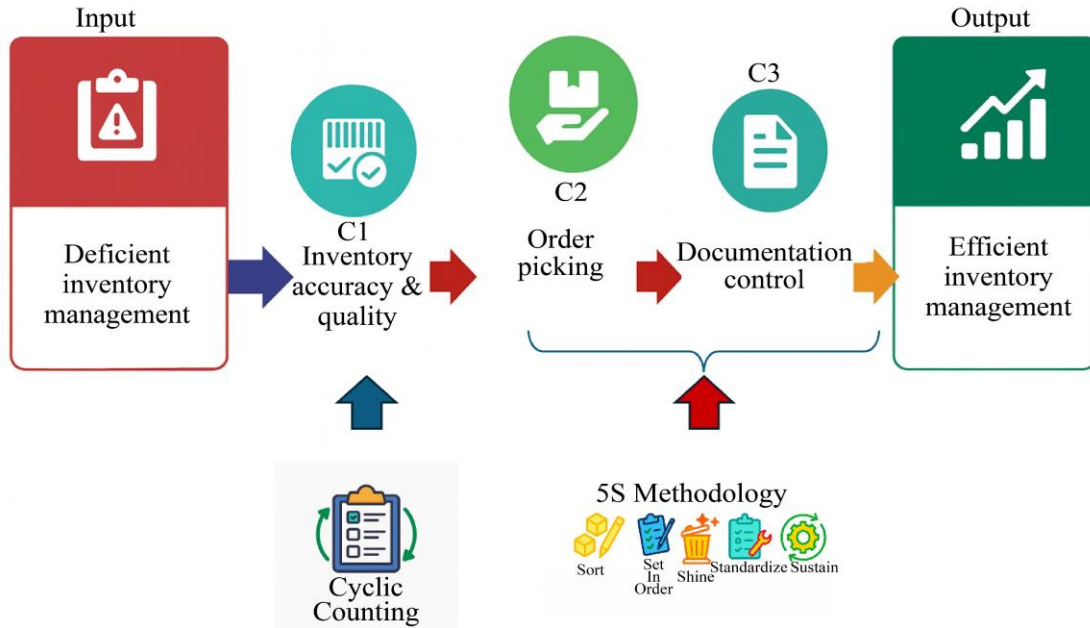 Input
Output
C3
C2
C1
Deficient
inventory
management
Inventory
accuracy &
quality
Order
picking
Documentation
control
Efficient
inventory
management
5S Methodology
Sort
Set
In
Order
Shine
Standardize
Sustain
Cyclic
Counting